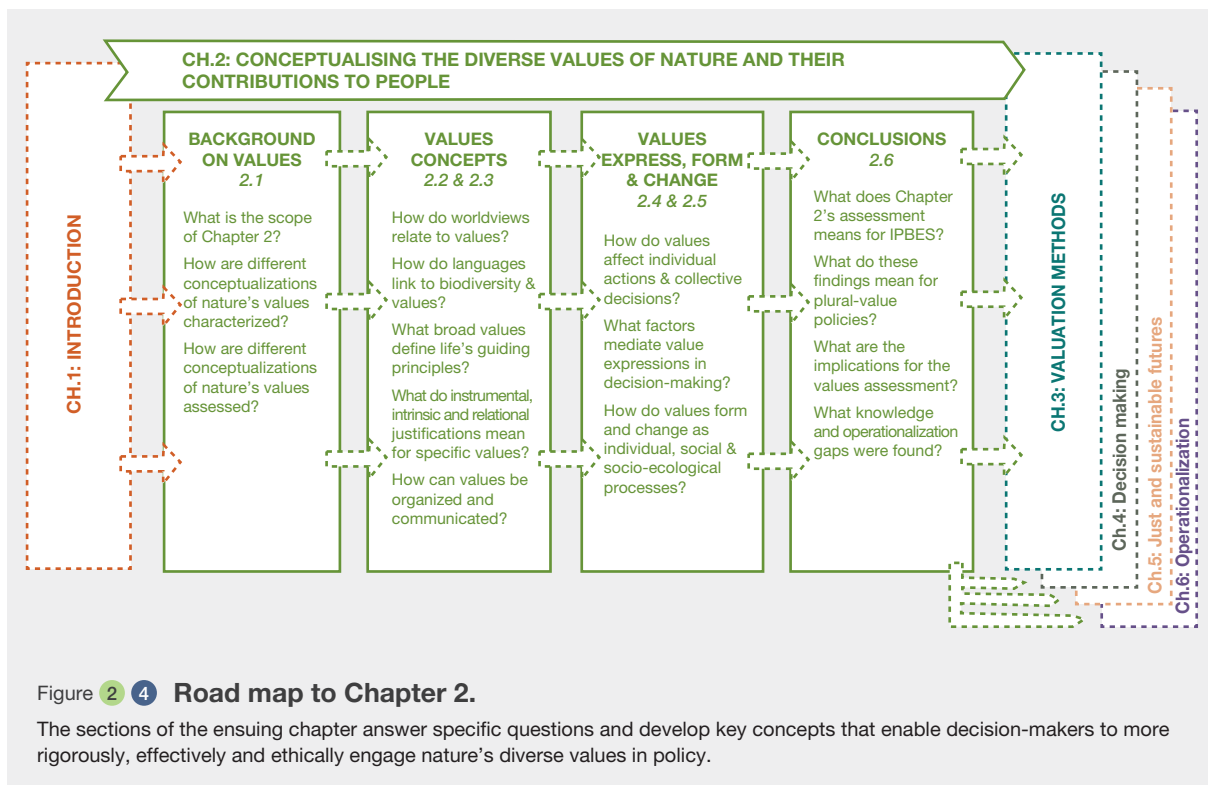 CH.2: CONCEPTUALISING THE DIVERSE VALUES OF NATURE AND THEIR
CONTRIBUTIONS TO PEOPLE
CH.1: INTRODUCTION
BACKGROUND
ON VALUES
2.1
What is the scope
of Chapter 2?
How are different
conceptualizations
of nature's values
characterized?
How are different
conceptualizations
of nature's values
assessed?
VALUES
CONCEPTS
2.2 & 2.3
How do worldviews
relate to values?
How do languages
link to biodiversity &
values?
What broad values
define life's guiding
principles?
What do instrumental,
intrinsic and relational
justifications mean
for specific values?
How can values be
organized and
communicated?
VALUES
EXPRESS, FORM
& CHANGE
2.4 & 2.5
How do values
affect individual
actions & collective
decisions?
What factors
mediate value
expressions in
decision-making?
How do values form
and change as
individual, social &
socio-ecological
processes?
CONCLUSIONS
2.6
What does Chapter
2's assessment
means for IPBES?
What do these
findings mean for
plural-value
policies?
What are the
implications for the
values assessment?
What knowledge
and operationalization
gaps were found?
CH.3: VALUATION METHODS
Ch.4: Decision making
Ch.5: Just and sustainable futures
Ch.6: Operationalization
Figure 2 4 Road map to Chapter 2.
The sections of the ensuing chapter answer specific questions and develop key concepts that enable decision-makers to more
rigorously, effectively and ethically engage nature's diverse values in policy.